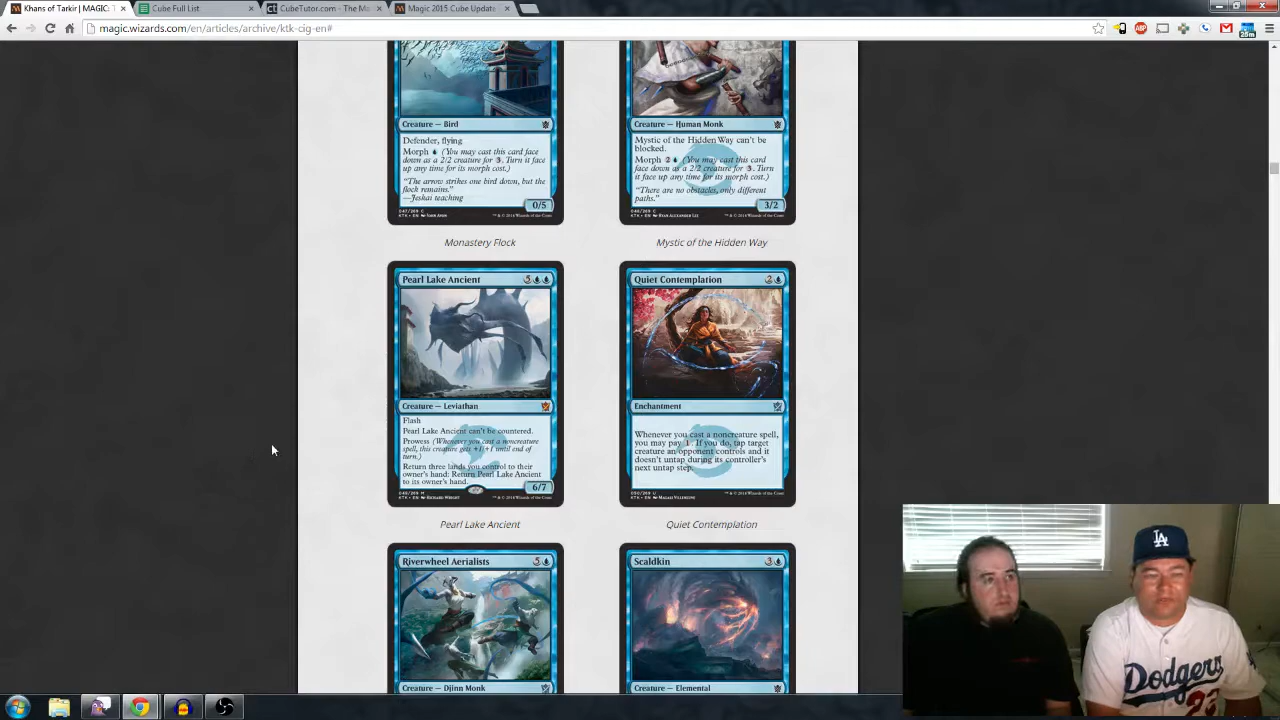 Khans of Tarkir | MAGIC: T
Cube Full List
CubeTutor.com - The Ma
Magic 2015 Cube Update
magic.wizards.com/en/articles/archive/ktk-cig-en#
ABP
25m
Creature — Bird
Defender, flying
Morph (You may cast this card
face down as a 2/2 creature for 3. Turn it face
up any time for its morph cost.)
"The arrow strikes one bird down, but the
flock remains."
—Jeskai teaching
0/5
Monastery Flock
Creature — Human Monk
Mystic of the Hidden Way can't be
blocked.
Morph 2 (You may cast this card
face down as a 2/2 creature for 3. Turn
it face up any time for its morph cost.)
"There are no obstacles, only different
paths."
3/2
Mystic of the Hidden Way
Pearl Lake Ancient 5
Creature — Leviathan
Flash
Pearl Lake Ancient can't be countered.
Prowess (Whenever you cast a noncreature
spell, this creature gets +1/+1 until end of
turn.)
Return three lands you control to their
owner's hand: Return Pearl Lake Ancient
to its owner's hand.
6/7
Pearl Lake Ancient
Quiet Contemplation 2
Enchantment
Whenever you cast a noncreature spell,
you may pay 1. If you do, tap target
creature an opponent controls and it
doesn't untap during its controller's
next untap step.
Quiet Contemplation
Riverwheel Aerialists 5
Creature — Djinn Monk
Scaldkin 3
Creature — Elemental
LA
Dodgers
23